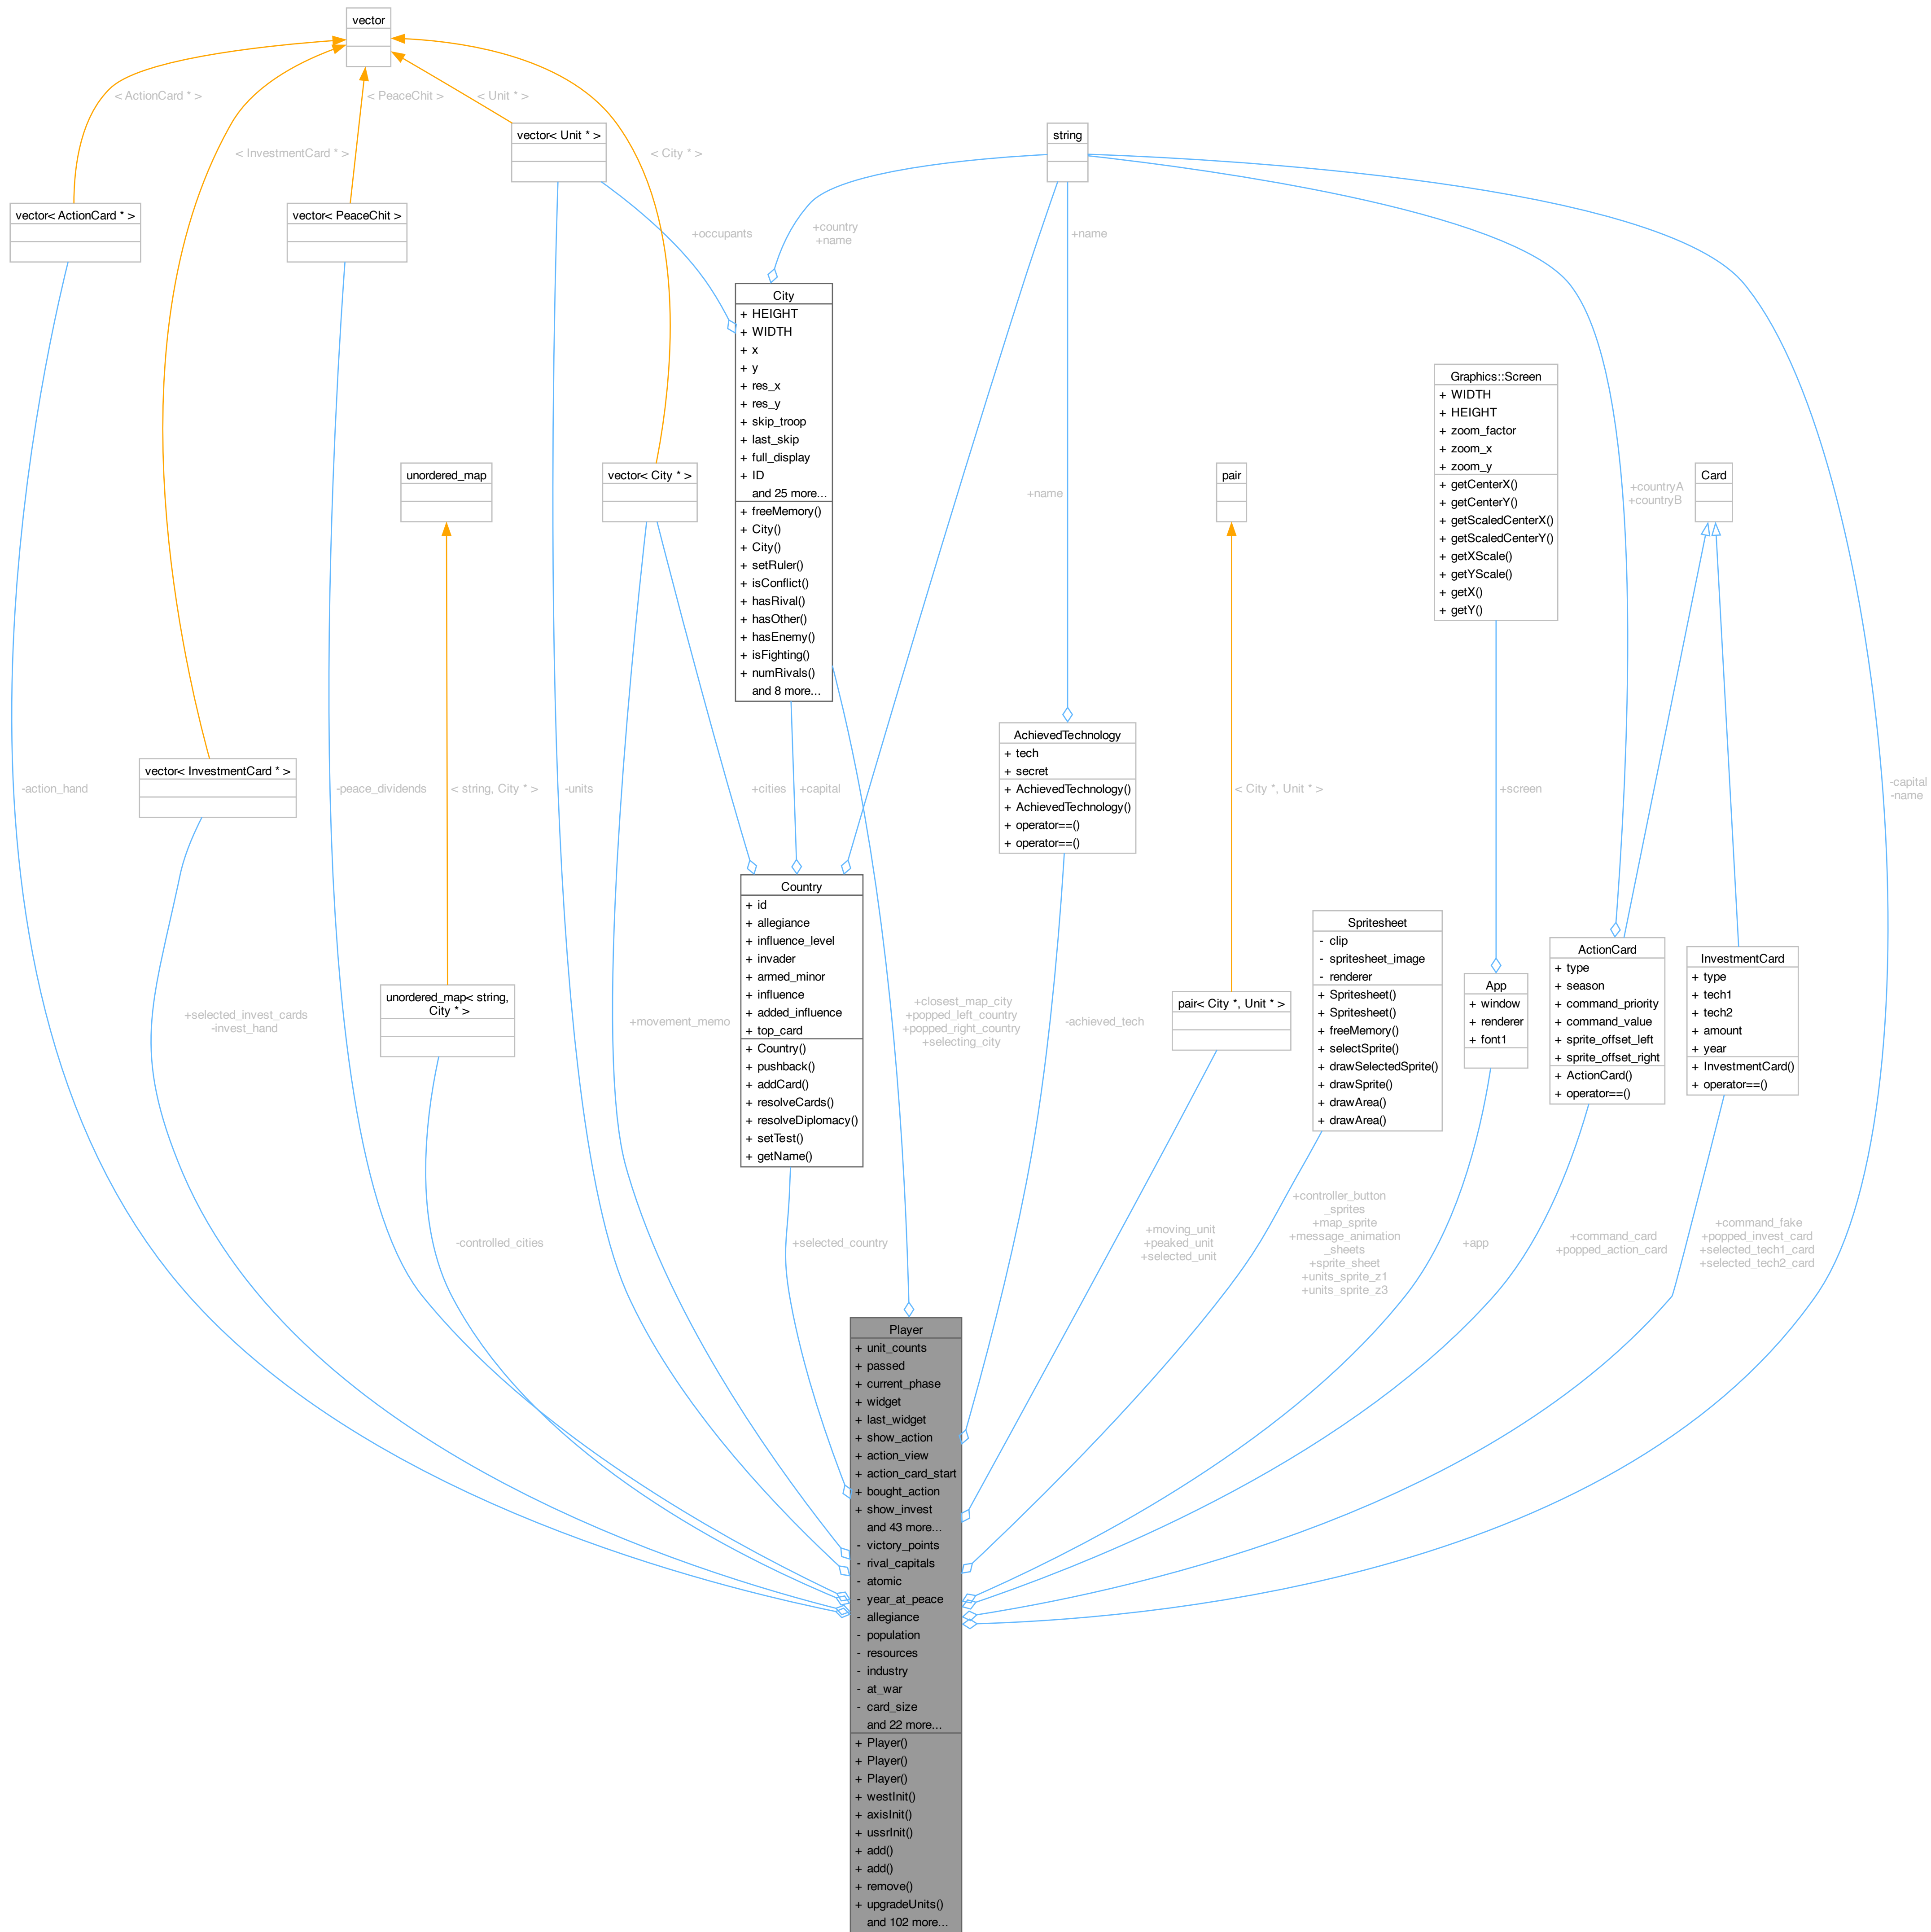 vector
< ActionCard * >
< PeaceChit >
< Unit * >
vector< Unit * >
string
< InvestmentCard * >
< City * >
vector< ActionCard * >
vector< PeaceChit >
+occupants
+country
+name
+name
City
+ HEIGHT
+ WIDTH
+ x
+ y
+ res_x
+ res_y
+ skip_troop
+ last_skip
+ full_display
+ ID
and 25 more...
+ freeMemory()
+ City()
+ City()
+ setRuler()
+ isConflict()
+ hasRival()
+ hasOther()
+ hasEnemy()
+ isFighting()
+ numRivals()
and 8 more...
Graphics::Screen
+ WIDTH
+ HEIGHT
+ zoom_factor
+ zoom_x
+ zoom_y
+ getCenterX()
+ getCenterY()
+ getScaledCenterX()
+ getScaledCenterY()
+ getXScale()
+ getYScale()
+ getX()
+ getY()
unordered_map
vector< City * >
+name
pair
+countryA
+countryB
Card
AchievedTechnology
+ tech
+ secret
+ AchievedTechnology()
+ AchievedTechnology()
+ operator==()
+ operator==()
vector< InvestmentCard * >
-action_hand
-peace_dividends
< string, City * >
-units
+cities
+capital
< City *, Unit * >
+screen
-capital
-name
Country
+ id
+ allegiance
+ influence_level
+ invader
+ armed_minor
+ influence
+ added_influence
+ top_card
+ Country()
+ pushback()
+ addCard()
+ resolveCards()
+ resolveDiplomacy()
+ setTest()
+ getName()
Spritesheet
- clip
- spritesheet_image
- renderer
+ Spritesheet()
+ Spritesheet()
+ freeMemory()
+ selectSprite()
+ drawSelectedSprite()
+ drawSprite()
+ drawArea()
+ drawArea()
ActionCard
+ type
+ season
+ command_priority
+ command_value
+ sprite_offset_left
+ sprite_offset_right
+ ActionCard()
+ operator==()
InvestmentCard
+ type
+ tech1
+ tech2
+ amount
+ year
+ InvestmentCard()
+ operator==()
App
+ window
+ renderer
+ font1
unordered_map< string,
City * >
pair< City *, Unit * >
+selected_invest_cards
-invest_hand
+movement_memo
+closest_map_city
+popped_left_country
+popped_right_country
+selecting_city
-achieved_tech
-controlled_cities
+selected_country
+moving_unit
+peaked_unit
+selected_unit
+controller_button
_sprites
+map_sprite
+message_animation
_sheets
+sprite_sheet
+units_sprite_z1
+units_sprite_z3
+app
+command_card
+popped_action_card
+command_fake
+popped_invest_card
+selected_tech1_card
+selected_tech2_card
Player
+ unit_counts
+ passed
+ current_phase
+ widget
+ last_widget
+ show_action
+ action_view
+ action_card_start
+ bought_action
+ show_invest
and 43 more...
- victory_points
- rival_capitals
- atomic
- year_at_peace
- allegiance
- population
- resources
- industry
- at_war
- card_size
and 22 more...
+ Player()
+ Player()
+ Player()
+ westInit()
+ axisInit()
+ ussrInit()
+ add()
+ add()
+ remove()
+ upgradeUnits()
and 102 more...